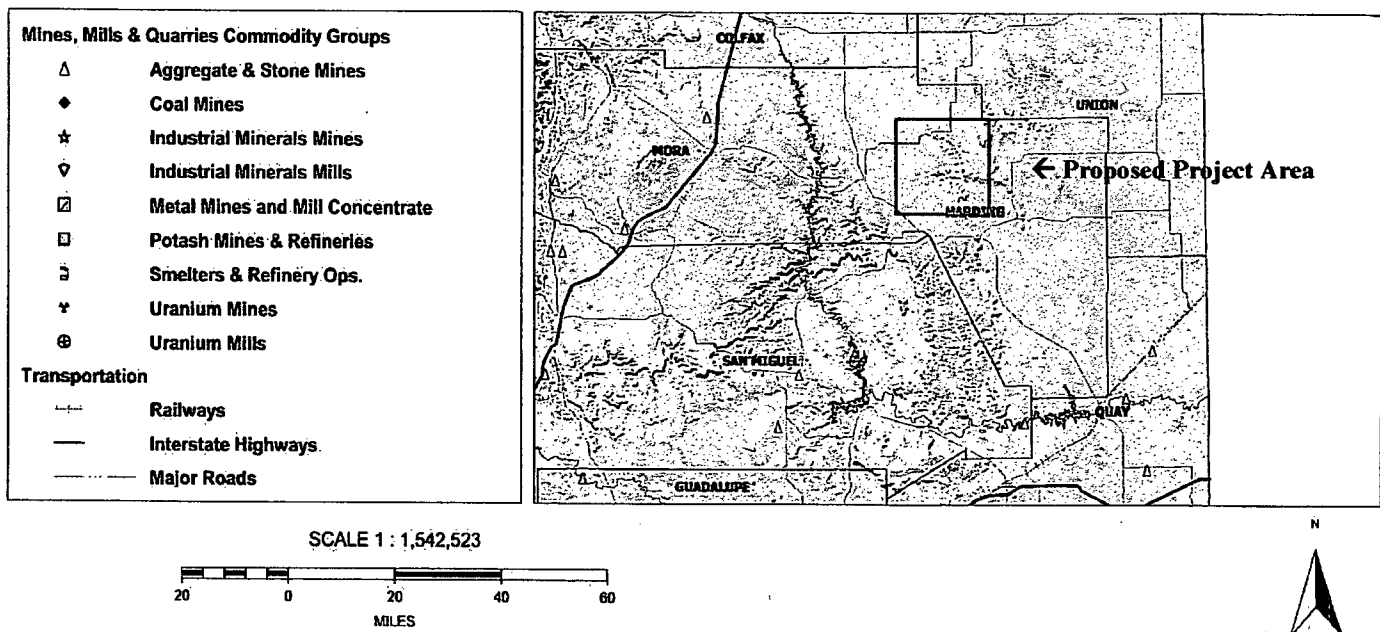 Mines, Mills & Quarries Commodity Groups
Aggregate & Stone Mines
Coal Mines
Industrial Minerals Mines
Industrial Minerals Mills
Metal Mines and Mill Concentrate
Potash Mines & Refineries
Smelters & Refinery Ops.
Uranium Mines
Uranium Mills
Transportation
Railways
Interstate Highways
Major Roads
COLFAX
UNION
MORA
← Proposed Project Area
HARDING
SAN MIGUEL
QUAY
GUADALUPE
SCALE 1 : 1,542,523
20 0 20 40 60
MILES
N